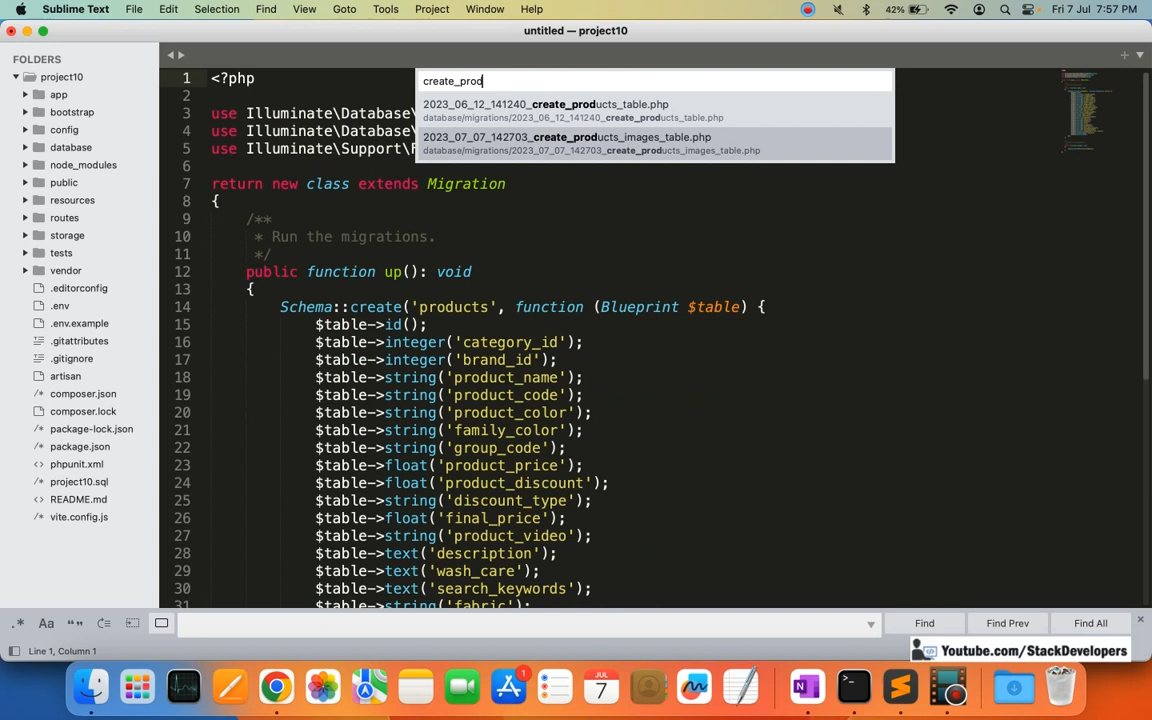 Sublime Text File Edit Selection Find View Goto Tools Project Window Help 42% Fri 7 Jul 7:57 PM
untitled — project10
FOLDERS
project10
app
bootstrap
config
database
node_modules
public
resources
routes
storage
tests
vendor
.editorconfig
.env
.env.example
.gitattributes
.gitignore
artisan
composer.json
composer.lock
package-lock.json
package.json
phpunit.xml
project10.sql
README.md
vite.config.js
create_prod
2023_06_12_141240_create_products_table.php
database/migrations/2023_06_12_141240_create_products_table.php
2023_07_07_142703_create_products_images_table.php
database/migrations/2023_07_07_142703_create_products_images_table.php
1 <?php
2
3 use Illuminate\Database\
4 use Illuminate\Database\
5 use Illuminate\Support\F
6
7 return new class extends Migration
8 {
9 /**
10 * Run the migrations.
11 */
12 public function up(): void
13 {
14 Schema::create('products', function (Blueprint $table) {
15 $table->id();
16 $table->integer('category_id');
17 $table->integer('brand_id');
18 $table->string('product_name');
19 $table->string('product_code');
20 $table->string('product_color');
21 $table->string('family_color');
22 $table->string('group_code');
23 $table->float('product_price');
24 $table->float('product_discount');
25 $table->string('discount_type');
26 $table->float('final_price');
27 $table->string('product_video');
28 $table->text('description');
29 $table->text('wash_care');
30 $table->text('search_keywords');
31 $table->string('fabric');
.* Aa “” Find Find Prev Find All
Line 1, Column 1
Youtube.com/StackDevelopers
1
JUL
7